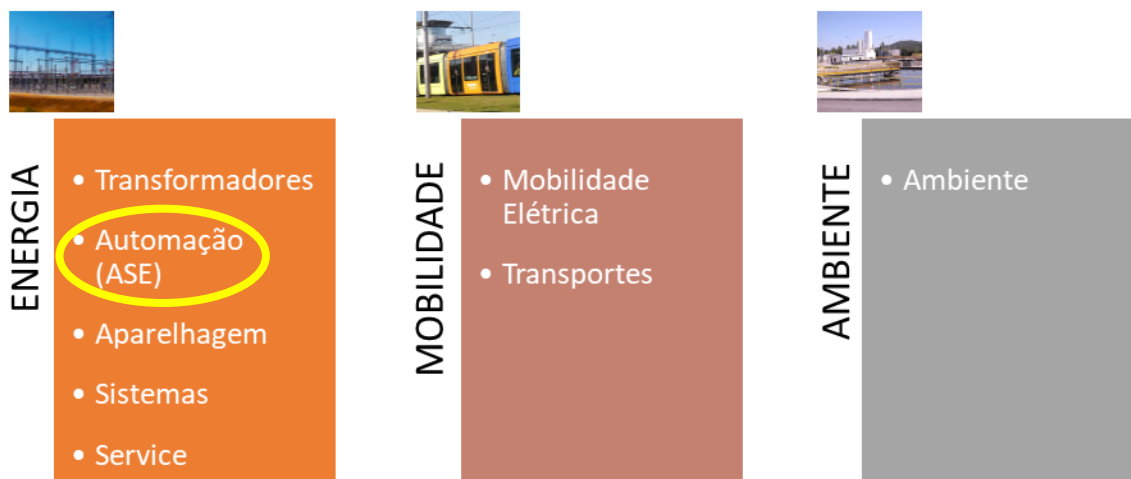 ENERGIA
• Transformadores
• Automação
(ASE)
• Aparelhagem
• Sistemas
• Service
MOBILIDADE
• Mobilidade
Elétrica
• Transportes
AMBIENTE
• Ambiente